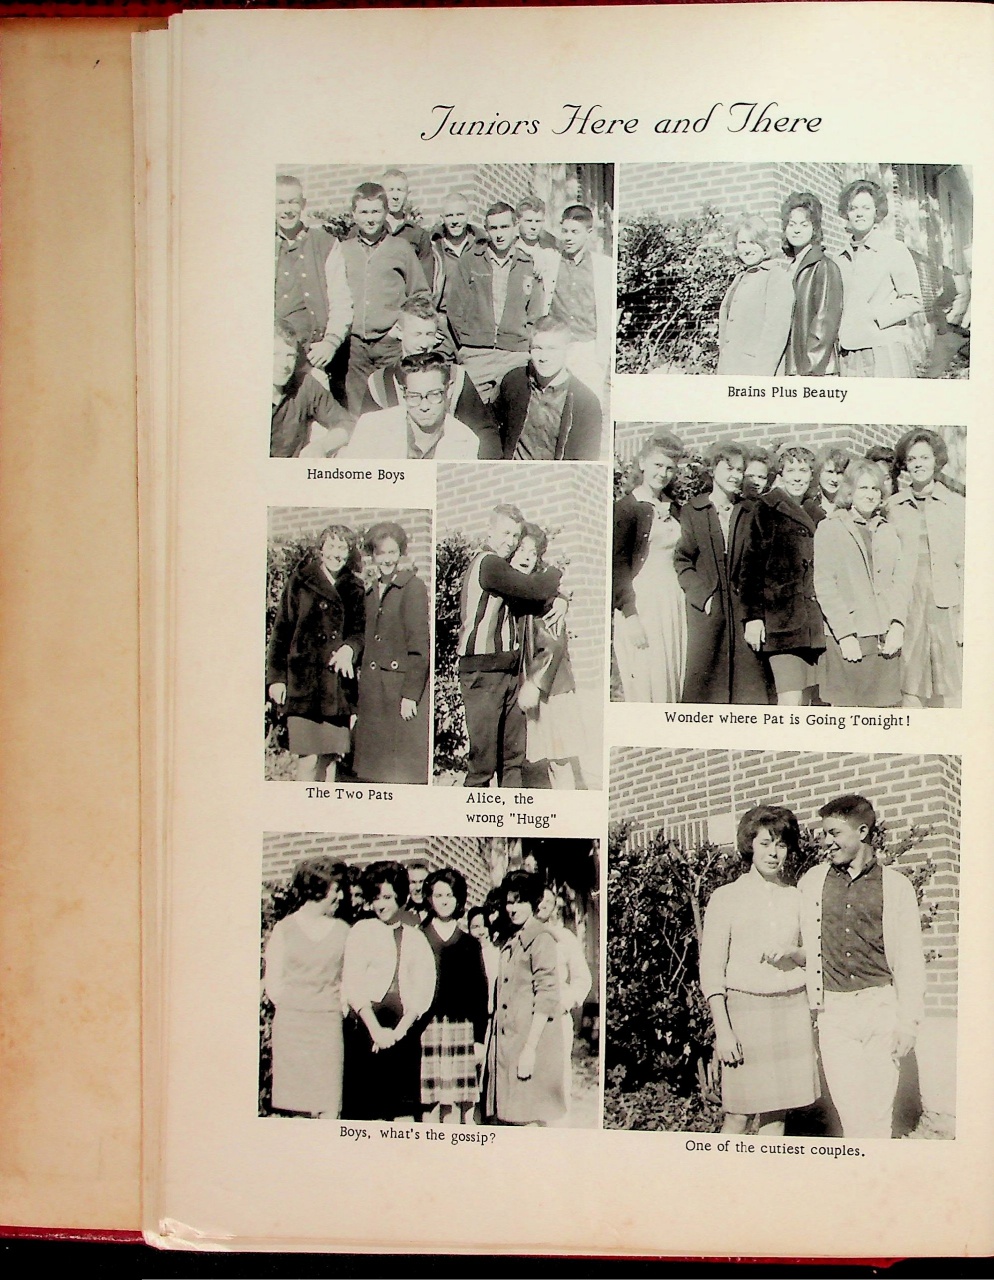 Juniors Here and There
Handsome Boys
Brains Plus Beauty
The Two Pats
Alice, the
wrong "Hugg"
Wonder where Pat is Going Tonight!
Boys, what's the gossip?
One of the cutiest couples.